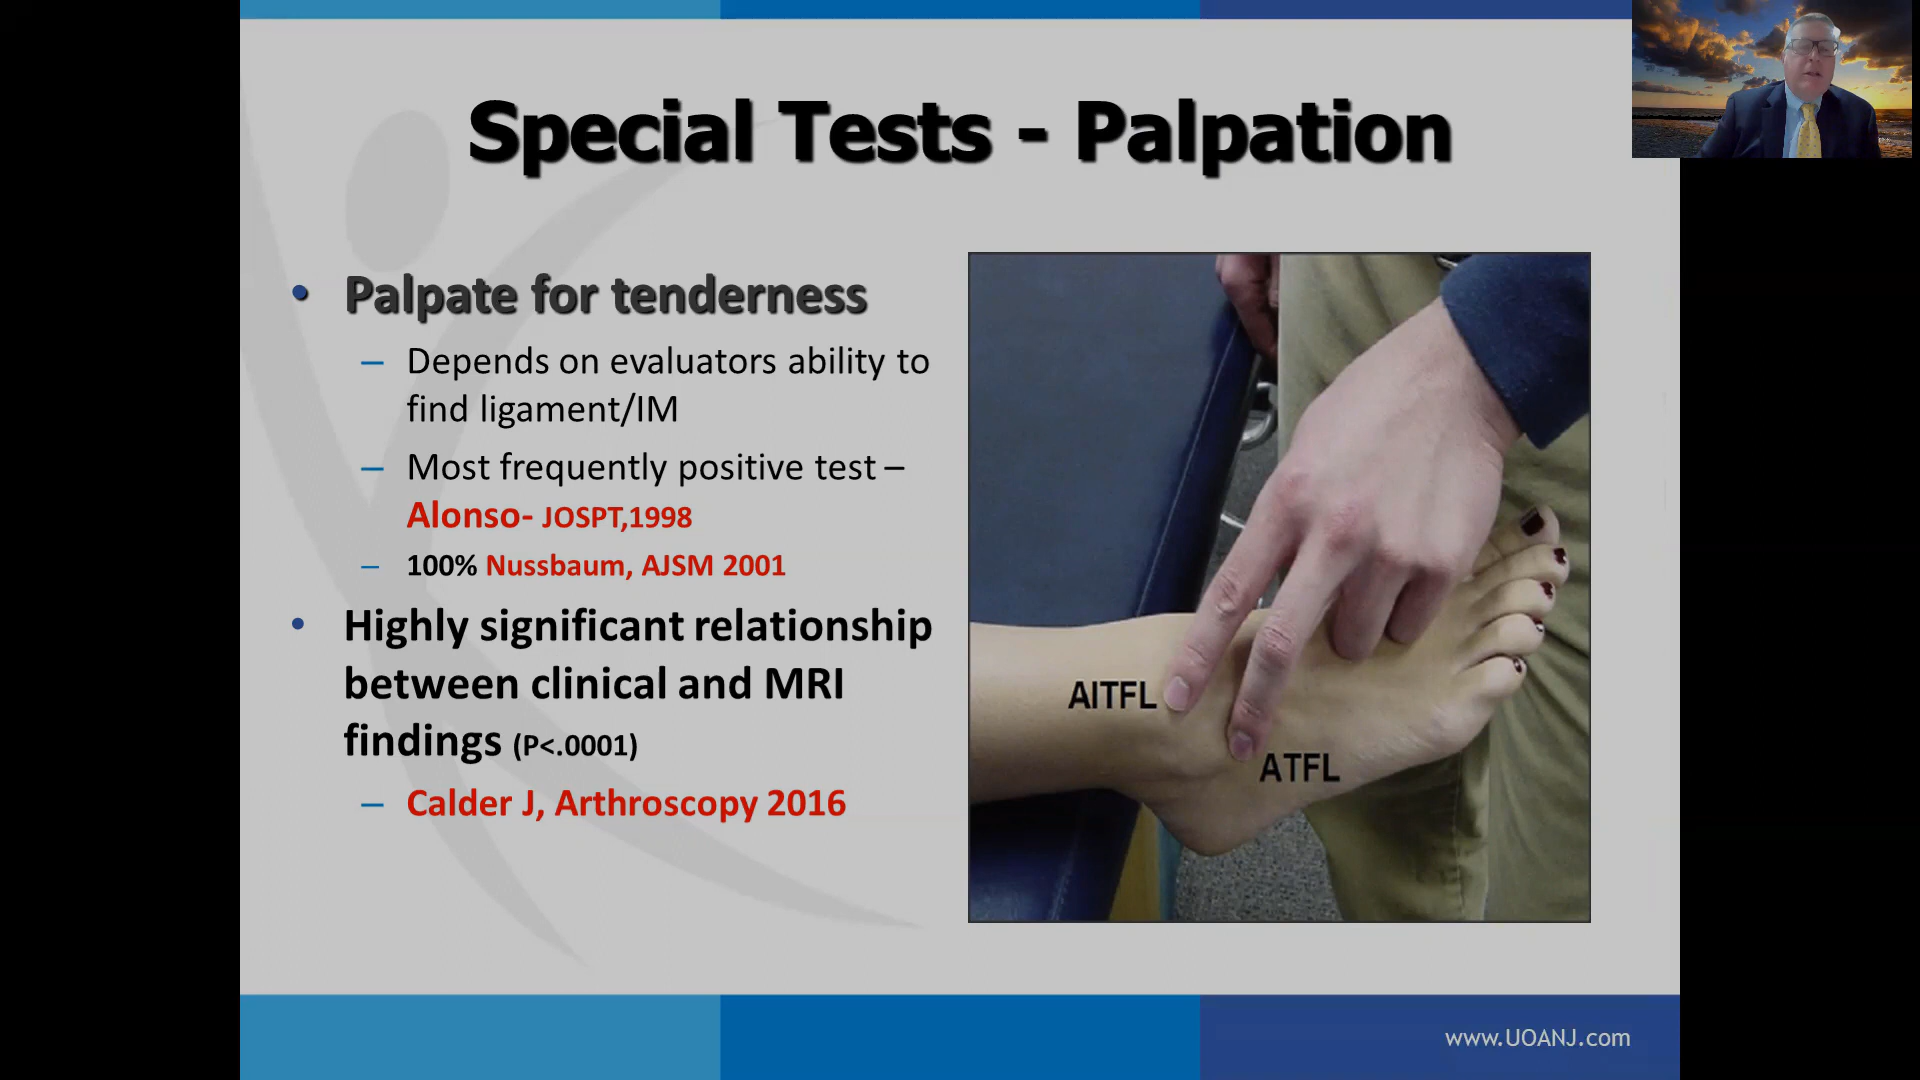 Special Tests - Palpation
• Palpate for tenderness
– Depends on evaluators ability to
find ligament/IM
– Most frequently positive test –
Alonso- JOSPT,1998
– 100% Nussbaum, AJSM 2001
• Highly significant relationship
between clinical and MRI
findings (P<.0001)
– Calder J, Arthroscopy 2016
AITFL
ATFL
www.UOANJ.com